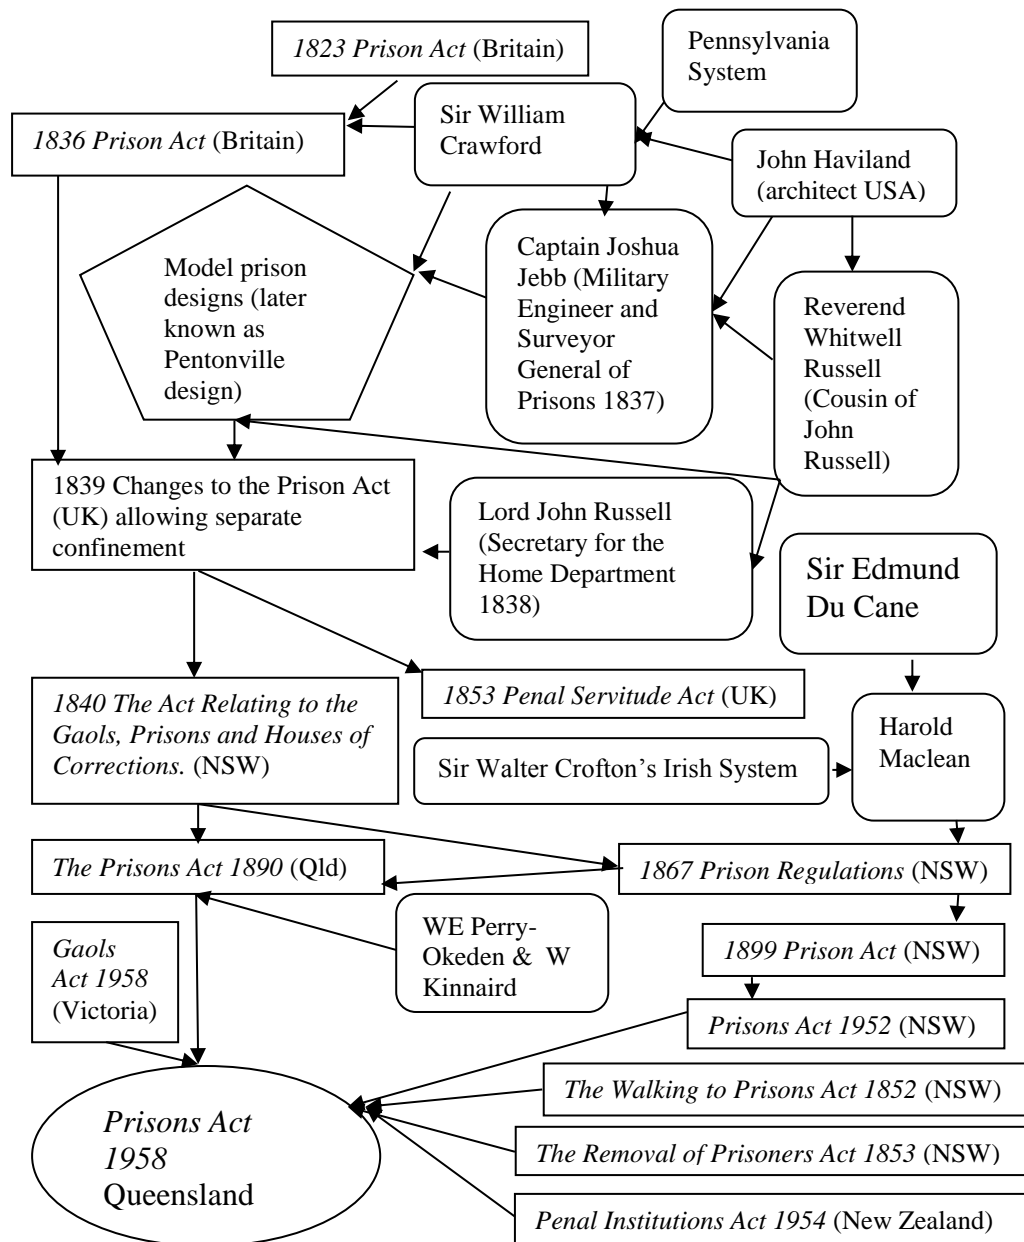 1823 Prison Act (Britain)
Pennsylvania
System
Sir William
Crawford
1836 Prison Act (Britain)
John Haviland
(architect USA)
Model prison
designs (later
known as
Pentonville
design)
Captain Joshua
Jebb (Military
Engineer and
Surveyor
General of
Prisons 1837)
Reverend
Whitwell
Russell
(Cousin of
John
Russell)
1839 Changes to the Prison Act
(UK) allowing separate
confinement
Lord John Russell
(Secretary for the
Home Department
1838)
Sir Edmund
Du Cane
1840 The Act Relating to the
Gaols, Prisons and Houses of
Corrections. (NSW)
1853 Penal Servitude Act (UK)
Harold
Maclean
Sir Walter Crofton's Irish System
The Prisons Act 1890 (Qld)
1867 Prison Regulations (NSW)
WE Perry-
Okeden & W
Kinnaird
Gaols
Act 1958
(Victoria)
1899 Prison Act (NSW)
Prisons Act 1952 (NSW)
The Walking to Prisons Act 1852 (NSW)
Prisons Act
1958
Queensland
The Removal of Prisoners Act 1853 (NSW)
Penal Institutions Act 1954 (New Zealand)